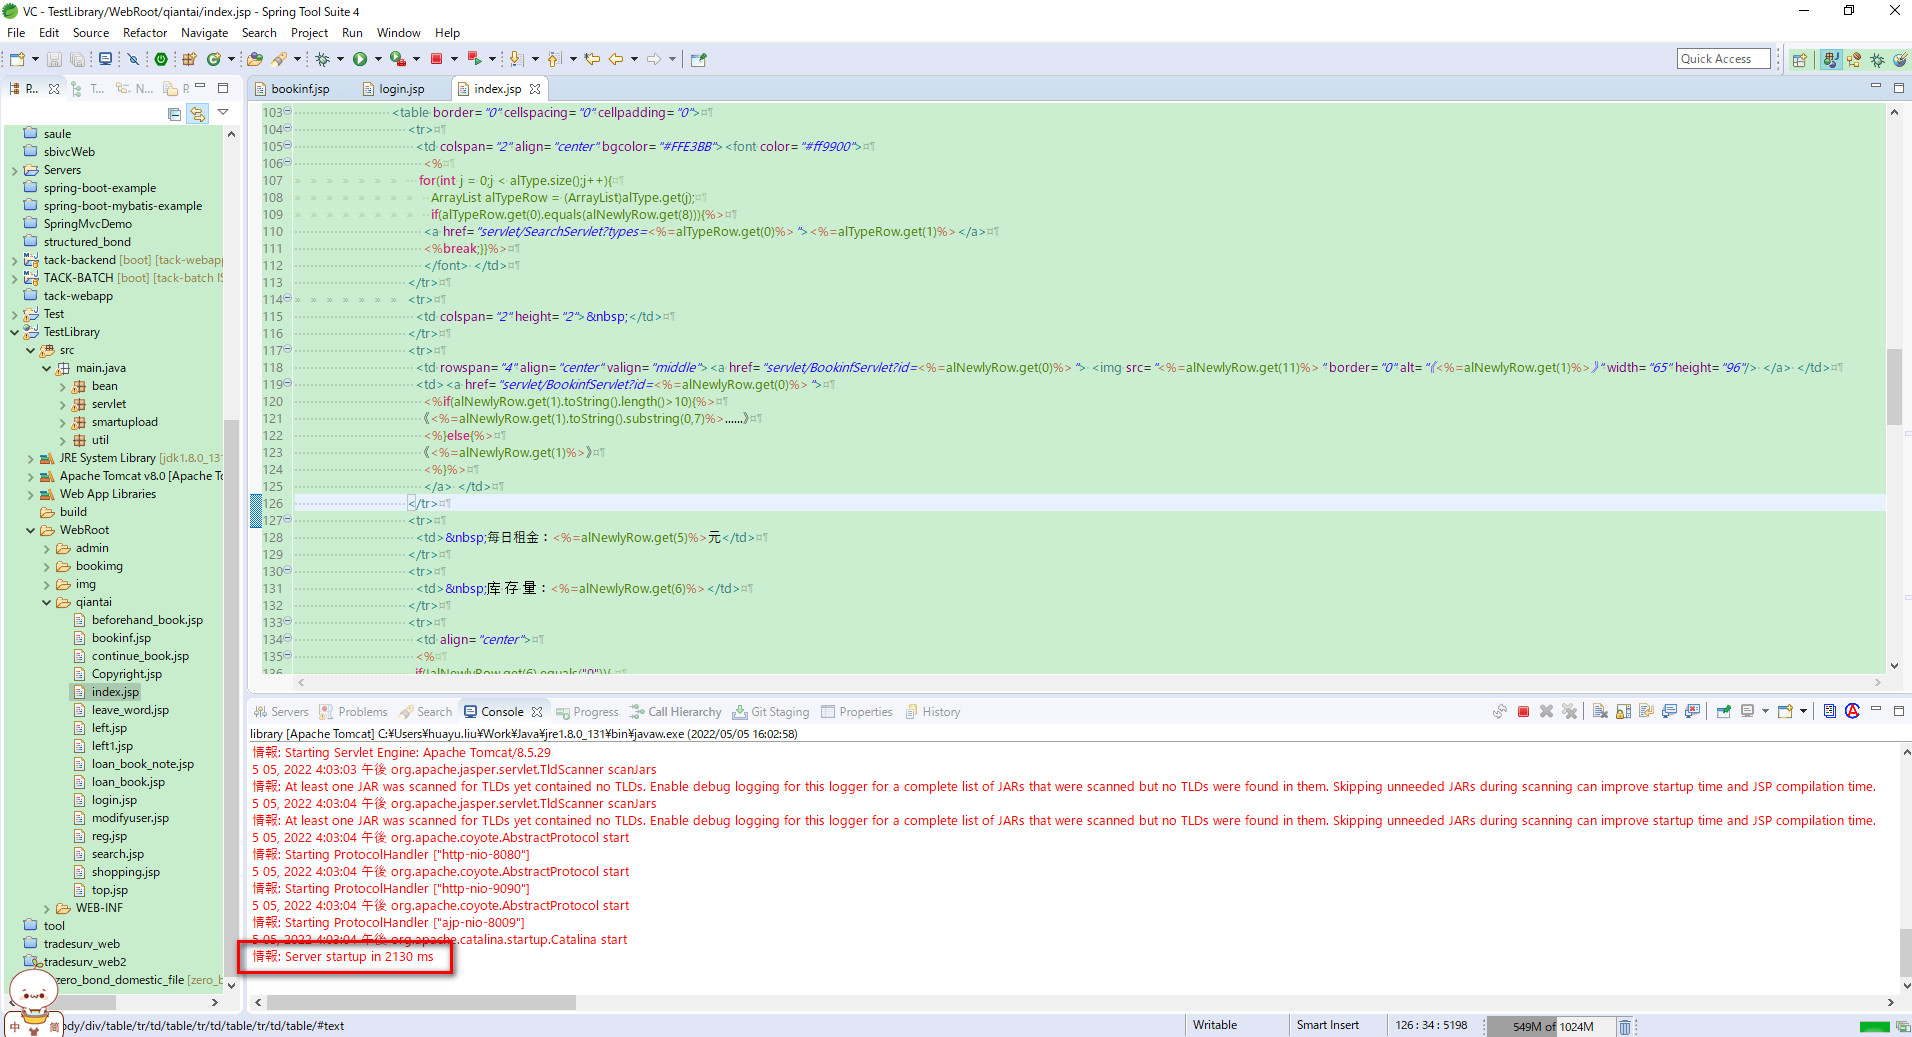 VC - TestLibrary/WebRoot/qiantai/index.jsp - Spring Tool Suite 4
File Edit Source Refactor Navigate Search Project Run Window Help
Quick Access
P... T... N... P.
saule
sbivcWeb
Servers
spring-boot-example
spring-boot-mybatis-example
SpringMvcDemo
structured_bond
tack-backend [boot] [tack-webapp
TACK-BATCH [boot] [tack-batch IS
tack-webapp
Test
TestLibrary
src
main.java
bean
servlet
smartupload
util
JRE System Library [jdk1.8.0_131
Apache Tomcat v8.0 [Apache To
Web App Libraries
build
WebRoot
admin
bookimg
img
qiantai
beforehand_book.jsp
bookinf.jsp
continue_book.jsp
Copyright.jsp
index.jsp
leave_word.jsp
left.jsp
left1.jsp
loan_book_note.jsp
loan_book.jsp
login.jsp
modifyuser.jsp
reg.jsp
search.jsp
shopping.jsp
top.jsp
WEB-INF
tool
tradesurv_web
tradesurv_web2
zero_bond_domestic_file [zero_b
bookinf.jsp login.jsp index.jsp
103 <table border="0" cellspacing="0" cellpadding="0">
104 <tr>
105 <td colspan="2" align="center" bgcolor="#FFE3BB"><font color="#ff9900">
106 <%
107 for(int j = 0;j < alType.size();j++){
108 ArrayList alTypeRow = (ArrayList)alType.get(j);
109 if(alTypeRow.get(0).equals(alNewlyRow.get(8))){%>
110 <a href="servlet/SearchServlet?types=<%=alTypeRow.get(0)%> "><%=alTypeRow.get(1)%></a>
111 <%break;}}%>
112 </font> </td>
113 </tr>
114 <tr>
115 <td colspan="2" height="2">&nbsp;</td>
116 </tr>
117 <tr>
118 <td rowspan="4" align="center" valign="middle"><a href="servlet/BookinfServlet?id=<%=alNewlyRow.get(0)%> "> <img src="<%=alNewlyRow.get(11)%> " border="0" alt="《<%=alNewlyRow.get(1)%>》" width="65" height="96"/> </a> </td>
119 <td><a href="servlet/BookinfServlet?id=<%=alNewlyRow.get(0)%> ">
120 <%if(alNewlyRow.get(1).toString().length()>10){%>
121 《<%=alNewlyRow.get(1).toString().substring(0,7)%>......》
122 <%}else{%>
123 《<%=alNewlyRow.get(1)%>》
124 <%}%>
125 </a> </td>
126 </tr>
127 <tr>
128 <td>&nbsp;每日租金：<%=alNewlyRow.get(5)%>元</td>
129 </tr>
130 <tr>
131 <td>&nbsp;库 存 量：<%=alNewlyRow.get(6)%></td>
132 </tr>
133 <tr>
134 <td align="center">
135 <%
136 if(!alNewlyRow.get(6).equals("0")){
Servers Problems Search Console Progress Call Hierarchy Git Staging Properties History
library [Apache Tomcat] C:¥Users¥huayu.liu¥Work¥Java¥jre1.8.0_131¥bin¥javaw.exe (2022/05/05 16:02:58)
情報: Starting Servlet Engine: Apache Tomcat/8.5.29
5 05, 2022 4:03:03 午後 org.apache.jasper.servlet.TldScanner scanJars
情報: At least one JAR was scanned for TLDs yet contained no TLDs. Enable debug logging for this logger for a complete list of JARs that were scanned but no TLDs were found in them. Skipping unneeded JARs during scanning can improve startup time and JSP compilation time.
5 05, 2022 4:03:04 午後 org.apache.jasper.servlet.TldScanner scanJars
情報: At least one JAR was scanned for TLDs yet contained no TLDs. Enable debug logging for this logger for a complete list of JARs that were scanned but no TLDs were found in them. Skipping unneeded JARs during scanning can improve startup time and JSP compilation time.
5 05, 2022 4:03:04 午後 org.apache.coyote.AbstractProtocol start
情報: Starting ProtocolHandler ["http-nio-8080"]
5 05, 2022 4:03:04 午後 org.apache.coyote.AbstractProtocol start
情報: Starting ProtocolHandler ["http-nio-9090"]
5 05, 2022 4:03:04 午後 org.apache.coyote.AbstractProtocol start
情報: Starting ProtocolHandler ["ajp-nio-8009"]
5 05, 2022 4:03:04 午後 org.apache.catalina.startup.Catalina start
情報: Server startup in 2130 ms
中 简
ody/div/table/tr/td/table/tr/td/table/tr/td/table/#text
Writable Smart Insert 126 : 34 : 5198 549M of 1024M